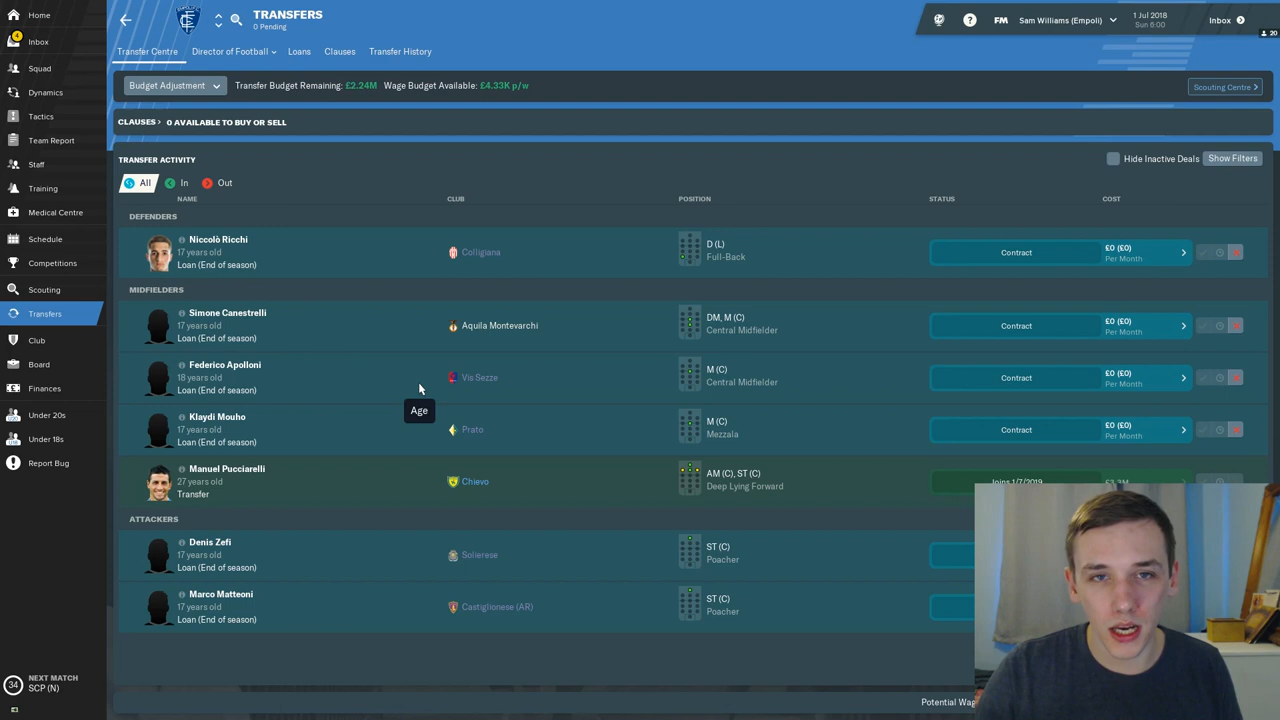 Home
4
Inbox
Squad
Dynamics
Tactics
Team Report
Staff
Training
Medical Centre
Schedule
Competitions
Scouting
Transfers
Club
Board
Finances
Under 20s
Under 18s
Report Bug
34
NEXT MATCH
SCP (N)
TRANSFERS
0 Pending
? FM Sam Williams (Empoli)
1 Jul 2018
Sun 6:00
Inbox
20
Transfer Centre Director of Football Loans Clauses Transfer History
Budget Adjustment Transfer Budget Remaining: £2.24M Wage Budget Available: £4.33K p/w Scouting Centre >
CLAUSES > 0 AVAILABLE TO BUY OR SELL
TRANSFER ACTIVITY
Hide Inactive Deals Show Filters
All In Out
NAME CLUB POSITION STATUS COST
DEFENDERS
Niccolò Ricchi
17 years old
Loan (End of season)
Colligiana
D (L)
Full-Back
Contract
£0 (£0)
Per Month
MIDFIELDERS
Simone Canestrelli
17 years old
Loan (End of season)
Aquila Montevarchi
DM, M (C)
Central Midfielder
Contract
£0 (£0)
Per Month
Federico Apolloni
18 years old
Loan (End of season)
Vis Sezze
M (C)
Central Midfielder
Contract
£0 (£0)
Per Month
Age
Klaydi Mouho
17 years old
Loan (End of season)
Prato
M (C)
Mezzala
Contract
£0 (£0)
Per Month
Manuel Pucciarelli
27 years old
Transfer
Chievo
AM (C), ST (C)
Deep Lying Forward
Joins 1/7/2019
ATTACKERS
Denis Zefi
17 years old
Loan (End of season)
Solierese
ST (C)
Poacher
Marco Matteoni
17 years old
Loan (End of season)
Castiglionese (AR)
ST (C)
Poacher
Potential Wag